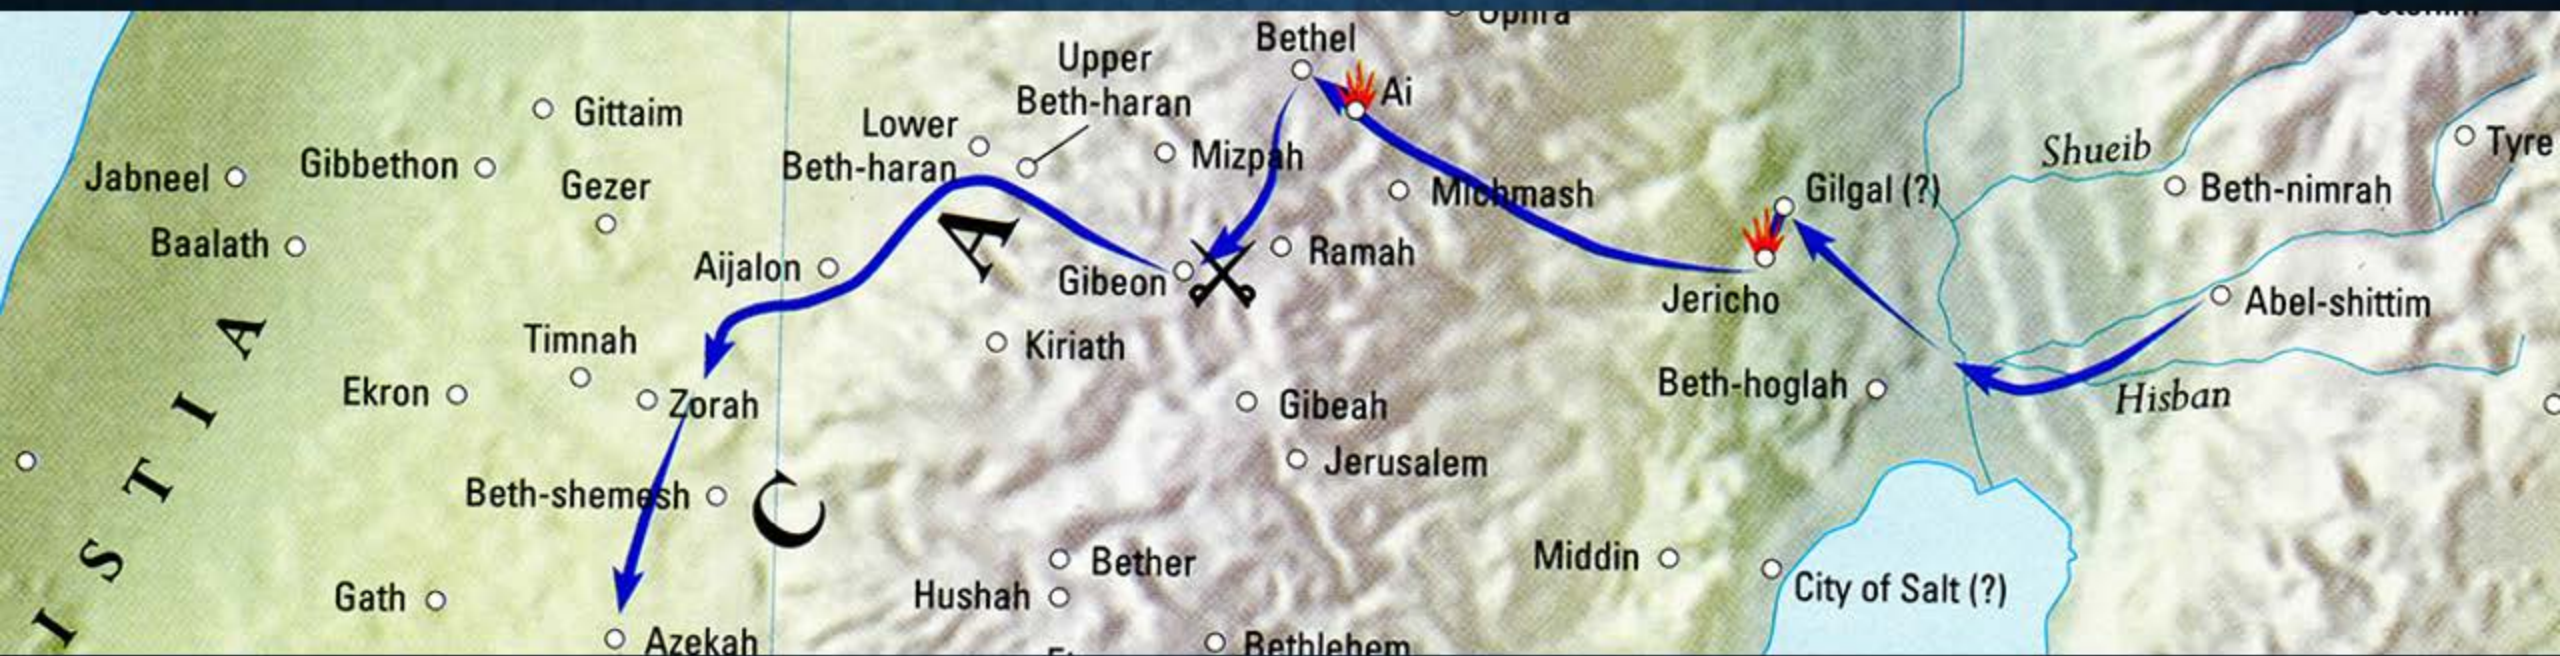 Ophra
Bethel
Upper
Beth-haran
Ai
Gittaim
Lower
Beth-haran
Mizpah
Shueib
Tyre
Jabneel
Gibbethon
Gezer
Michmash
Gilgal (?)
Beth-nimrah
Baalath
Aijalon
A
Gibeon
Ramah
Jericho
Abel-shittim
Timnah
Kiriath
Ekron
Zorah
Gibeah
Beth-hoglah
Hisban
Beth-shemesh
C
Jerusalem
I S T I A
Gath
Bether
Hushah
Middin
City of Salt (?)
Azekah
Bethlehem